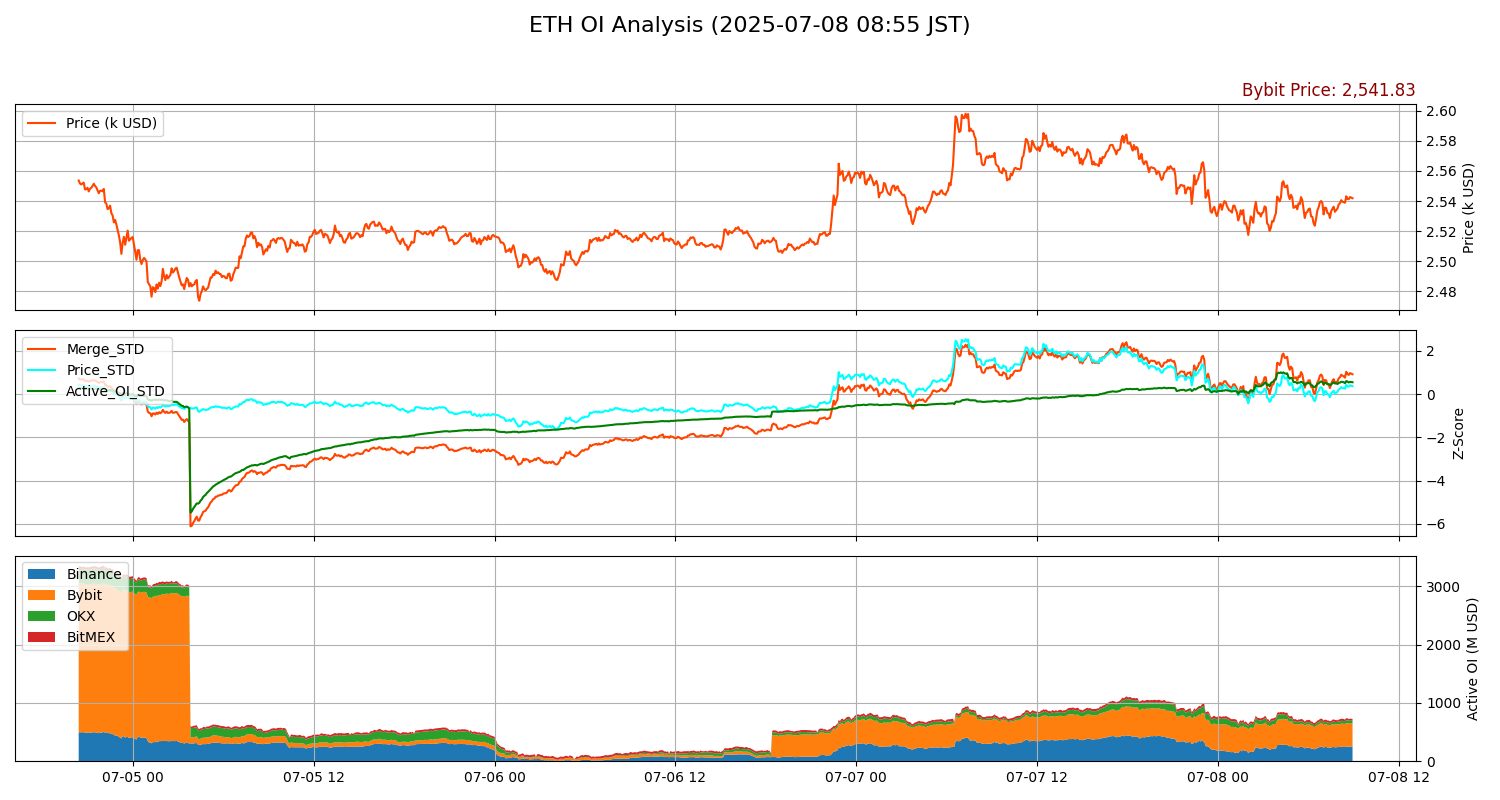 ETH OI Analysis (2025-07-08 08:55 JST)
Bybit Price: 2,541.83
Price (k USD)
2.60
2.58
2.56
2.54
2.52
2.50
2.48
Price (k USD)
Merge_STD
Price_STD
Active_OI_STD
2
0
−2
−4
−6
Z-Score
Binance
Bybit
OKX
BitMEX
3000
2000
1000
0
Active OI (M USD)
07-05 00
07-05 12
07-06 00
07-06 12
07-07 00
07-07 12
07-08 00
07-08 12